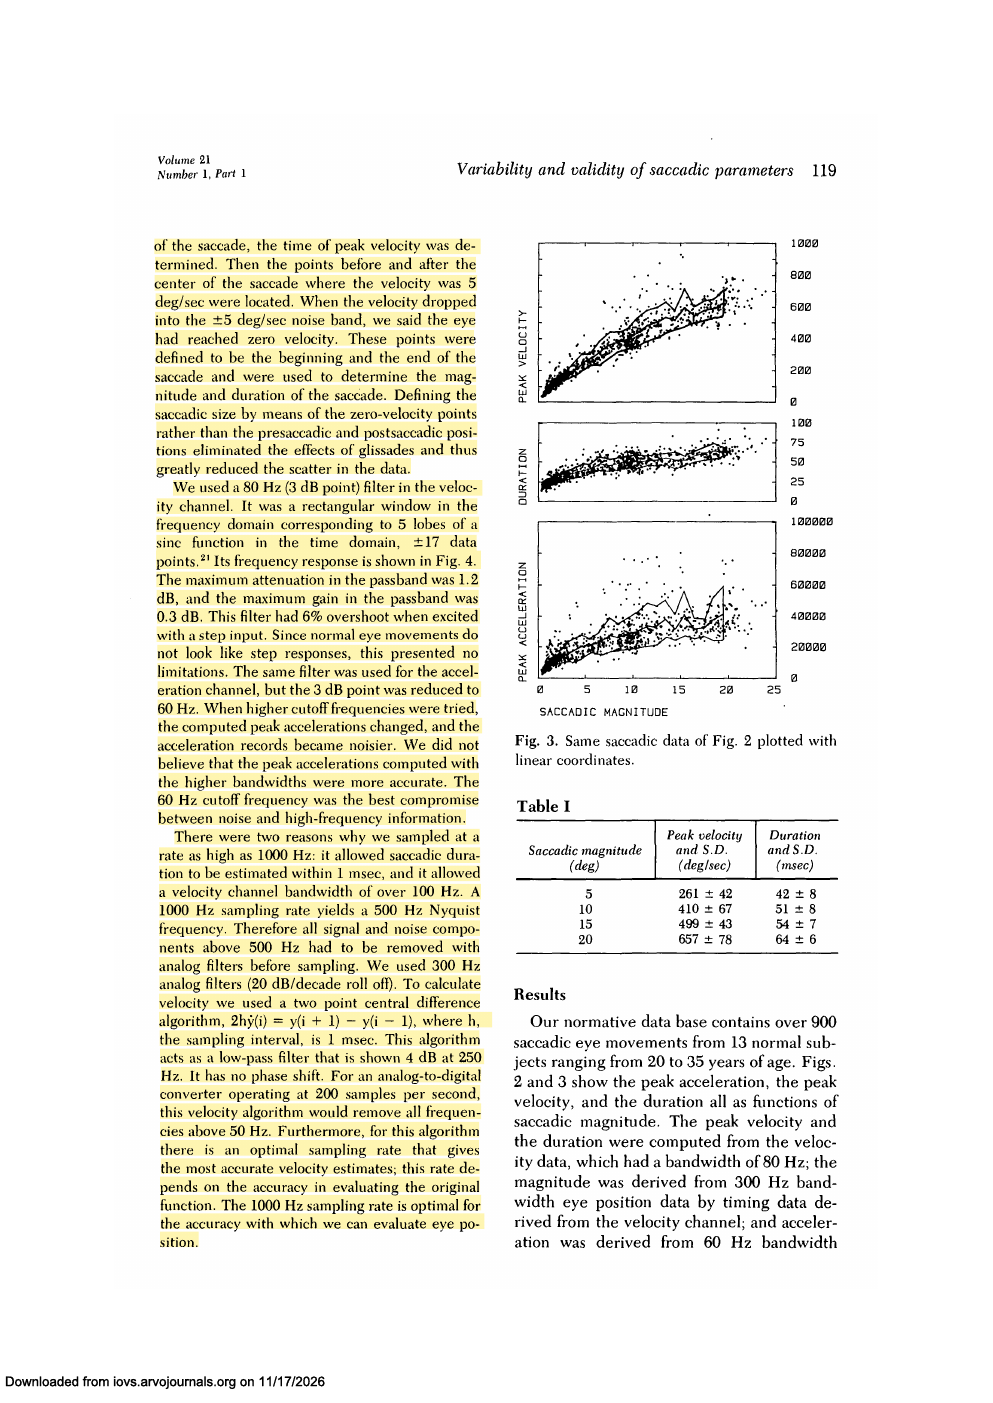 Volume 21
Number 1, Part 1
Variability and validity of saccadic parameters 119
of the saccade, the time of peak velocity was de-
termined. Then the points before and after the
center of the saccade where the velocity was 5
deg/sec were located. When the velocity dropped
into the ±5 deg/sec noise band, we said the eye
had reached zero velocity. These points were
defined to be the beginning and the end of the
saccade and were used to determine the mag-
nitude and duration of the saccade. Defining the
saccadic size by means of the zero-velocity points
rather than the presaccadic and postsaccadic posi-
tions eliminated the effects of glissades and thus
greatly reduced the scatter in the data.
We used a 80 Hz (3 dB point) filter in the veloc-
ity channel. It was a rectangular window in the
frequency domain corresponding to 5 lobes of a
sinc function in the time domain, ±17 data
points.²¹ Its frequency response is shown in Fig. 4.
The maximum attenuation in the passband was 1.2
dB, and the maximum gain in the passband was
0.3 dB. This filter had 6% overshoot when excited
with a step input. Since normal eye movements do
not look like step responses, this presented no
limitations. The same filter was used for the accel-
eration channel, but the 3 dB point was reduced to
60 Hz. When higher cutoff frequencies were tried,
the computed peak accelerations changed, and the
acceleration records became noisier. We did not
believe that the peak accelerations computed with
the higher bandwidths were more accurate. The
60 Hz cutoff frequency was the best compromise
between noise and high-frequency information.
There were two reasons why we sampled at a
rate as high as 1000 Hz: it allowed saccadic dura-
tion to be estimated within 1 msec, and it allowed
a velocity channel bandwidth of over 100 Hz. A
1000 Hz sampling rate yields a 500 Hz Nyquist
frequency. Therefore all signal and noise compo-
nents above 500 Hz had to be removed with
analog filters before sampling. We used 300 Hz
analog filters (20 dB/decade roll off). To calculate
velocity we used a two point central difference
algorithm, 2hẏ(i) = y(i + 1) − y(i − 1), where h,
the sampling interval, is 1 msec. This algorithm
acts as a low-pass filter that is shown 4 dB at 250
Hz. It has no phase shift. For an analog-to-digital
converter operating at 200 samples per second,
this velocity algorithm would remove all frequen-
cies above 50 Hz. Furthermore, for this algorithm
there is an optimal sampling rate that gives
the most accurate velocity estimates; this rate de-
pends on the accuracy in evaluating the original
function. The 1000 Hz sampling rate is optimal for
the accuracy with which we can evaluate eye po-
sition.
PEAK VELOCITY
1000
800
600
400
200
0
DURATION
100
75
50
25
0
PEAK ACCELERATION
100000
80000
60000
40000
20000
0
0 5 10 15 20 25
SACCADIC MAGNITUDE
Fig. 3. Same saccadic data of Fig. 2 plotted with
linear coordinates.
Table I
Saccadic magnitude (deg) Peak velocity and S.D. (deg/sec) Duration and S.D. (msec)
5 261 ± 42 42 ± 8
10 410 ± 67 51 ± 8
15 499 ± 43 54 ± 7
20 657 ± 78 64 ± 6
Results
Our normative data base contains over 900
saccadic eye movements from 13 normal sub-
jects ranging from 20 to 35 years of age. Figs.
2 and 3 show the peak acceleration, the peak
velocity, and the duration all as functions of
saccadic magnitude. The peak velocity and
the duration were computed from the veloc-
ity data, which had a bandwidth of 80 Hz; the
magnitude was derived from 300 Hz band-
width eye position data by timing data de-
rived from the velocity channel; and acceler-
ation was derived from 60 Hz bandwidth
Downloaded from iovs.arvojournals.org on 11/17/2026